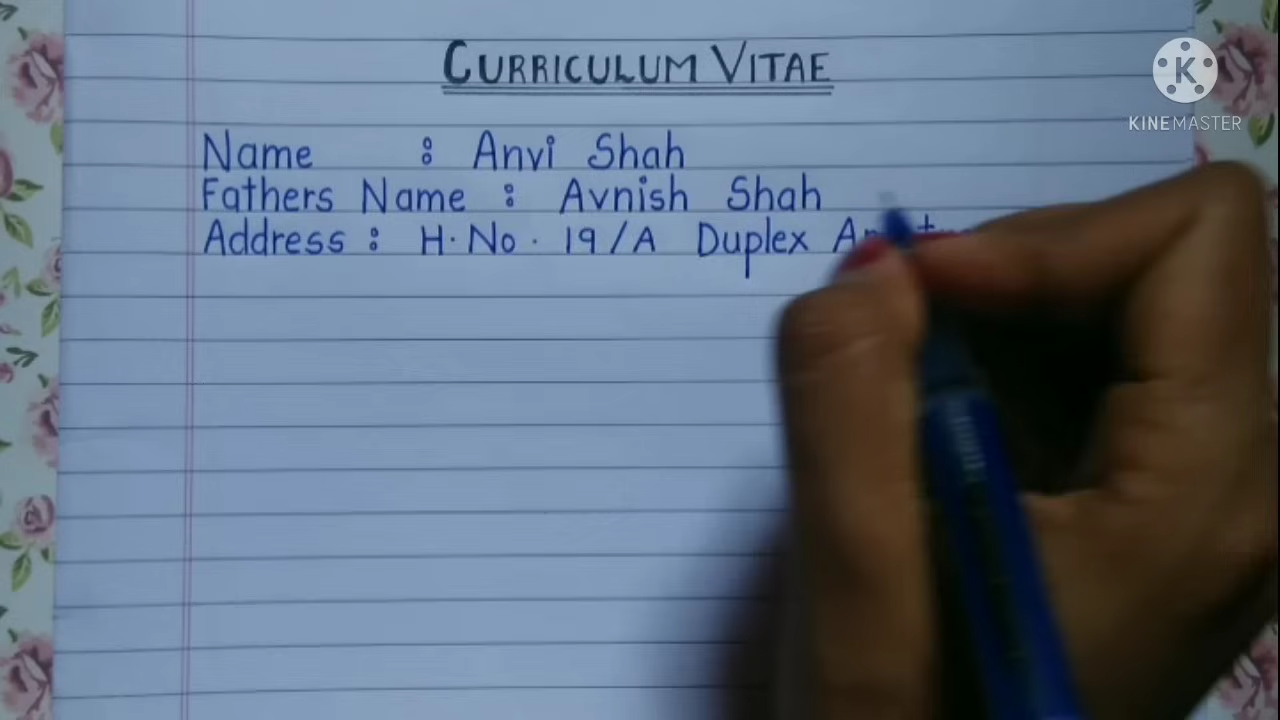 CURRICULUM VITAE
K
KINEMASTER
Name : Anvi Shah
Fathers Name : Avnish Shah
Address : H. No. 19/A Duplex